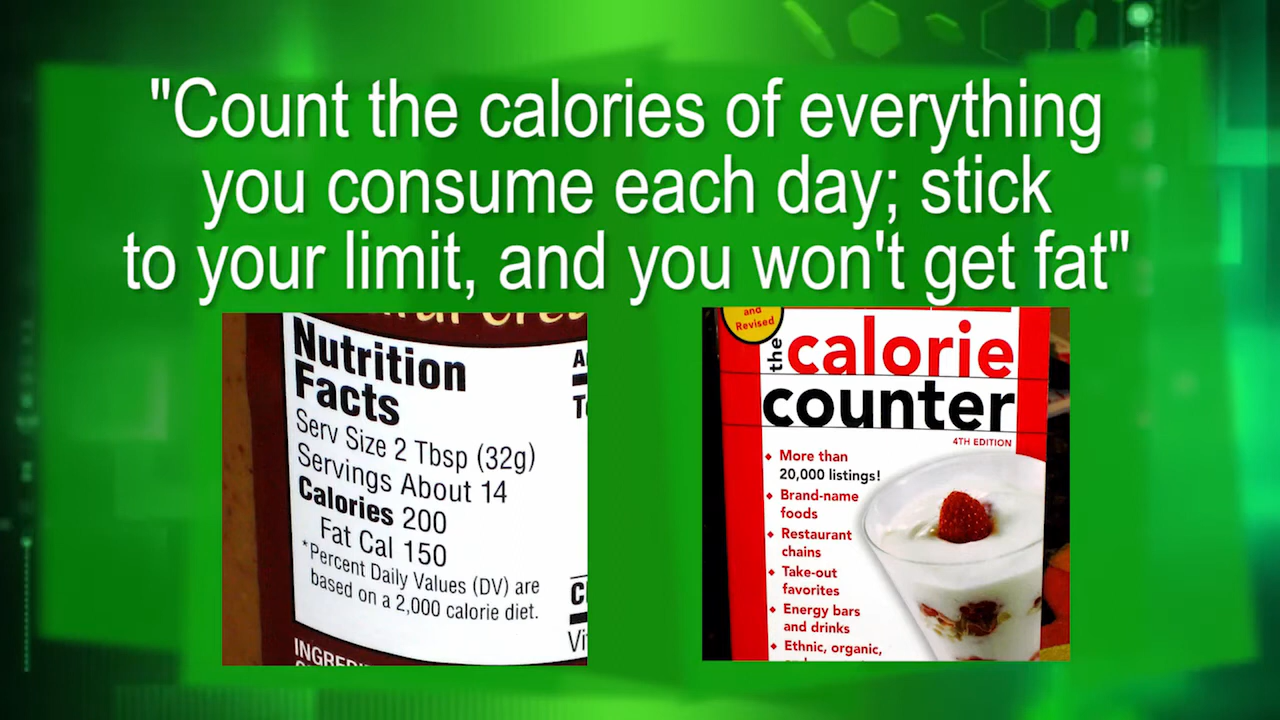 "Count the calories of everything
you consume each day; stick
to your limit, and you won't get fat"
Nutrition
Facts
Serv Size 2 Tbsp (32g)
Servings About 14
Calories 200
Fat Cal 150
*Percent Daily Values (DV) are
based on a 2,000 calorie diet.
and
Revised
the calorie
counter
4TH EDITION
• More than
20,000 listings!
• Brand-name
foods
• Restaurant
chains
• Take-out
favorites
• Energy bars
and drinks
• Ethnic, organic,